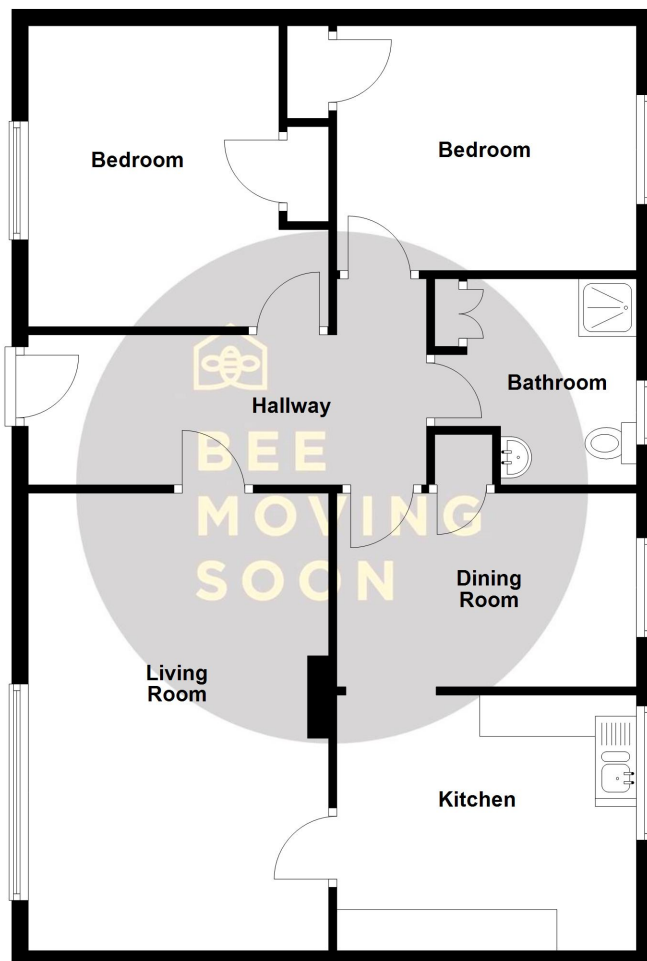 Bedroom
Bedroom
Bathroom
Hallway
BEE
MOVING
SOON
Dining
Room
Living
Room
Kitchen